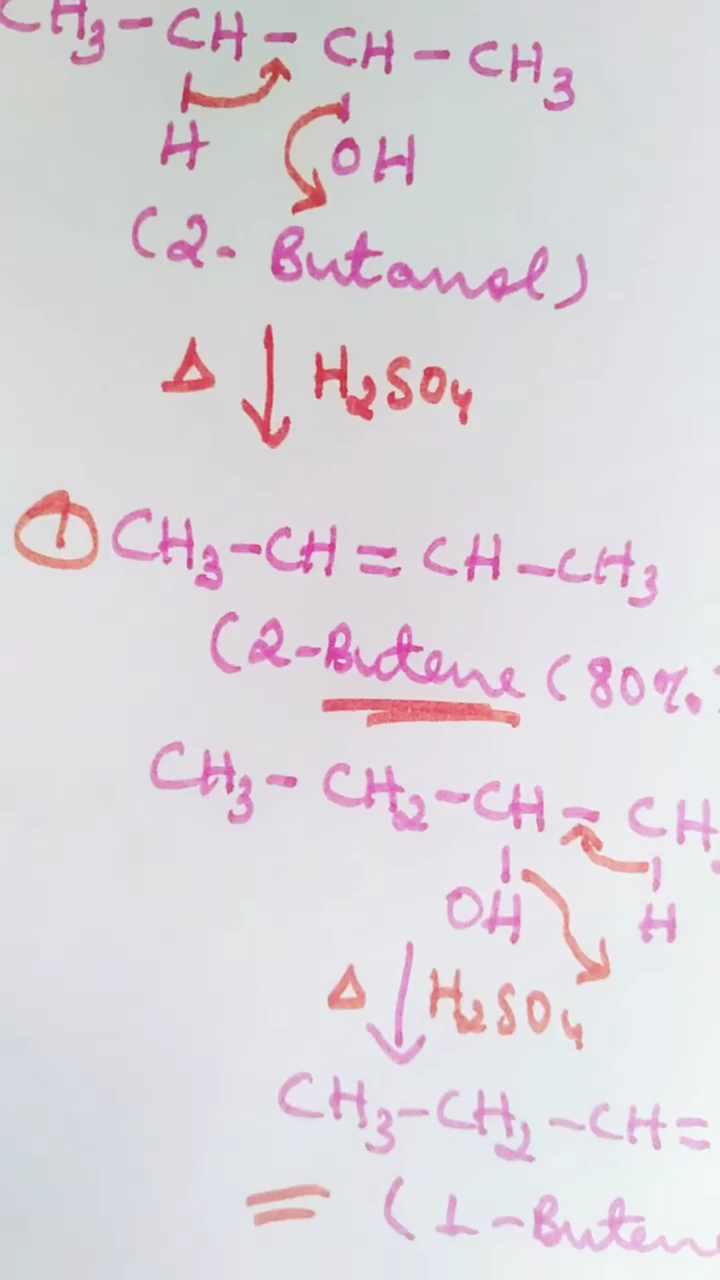 CH₃-CH-CH-CH₃
H OH
(2-Butanol)
Δ H₂SO₄
① CH₃-CH=CH-CH₃
(2-Butene (80%)
CH₃-CH₂-CH-CH
OH H
Δ H₂SO₄
CH₃-CH₂-CH=
= (1-Buten